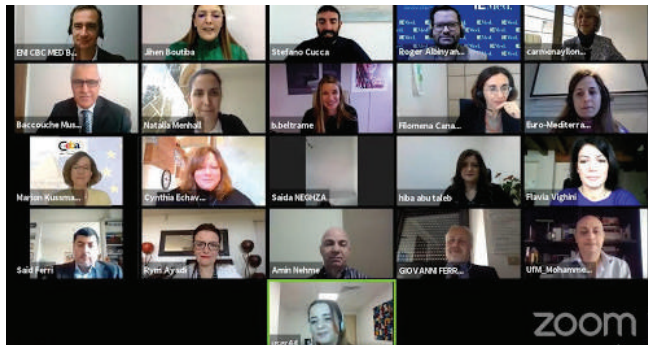 ENI CBC MED B...
Jihen Boutiba
Stefano Cucca
Roger Albinyan...
carmenayllon...
Baccouche Mus...
Natalia Menhall
b.beltrame
Filomena Cana...
Euro-Mediterra...
Marion Kussma...
Cynthia Echav...
Saida NEGHZA
hiba abu taleb
Flavia Vighini
Said Ferri
Rym Ayadi
Amin Nehme
GIOVANNI FERR...
UfM_Mohamme...
zoom